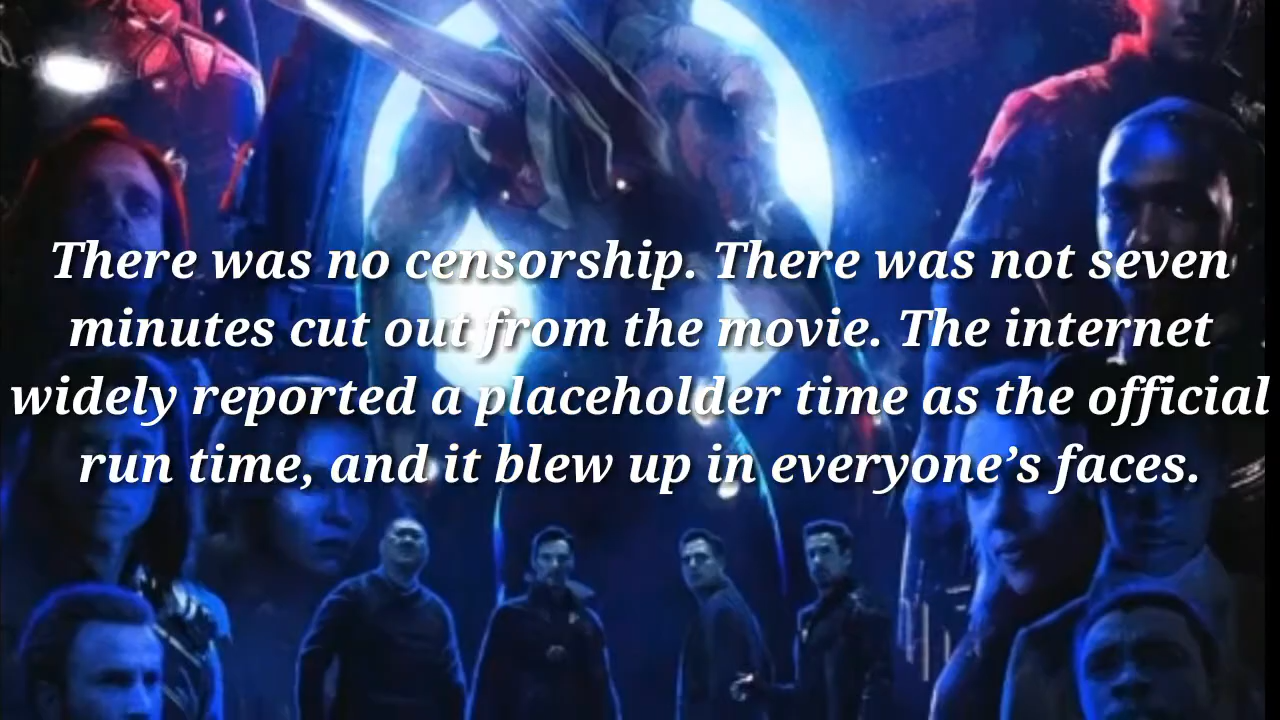 There was no censorship. There was not seven
minutes cut out from the movie. The internet
widely reported a placeholder time as the official
run time, and it blew up in everyone’s faces.